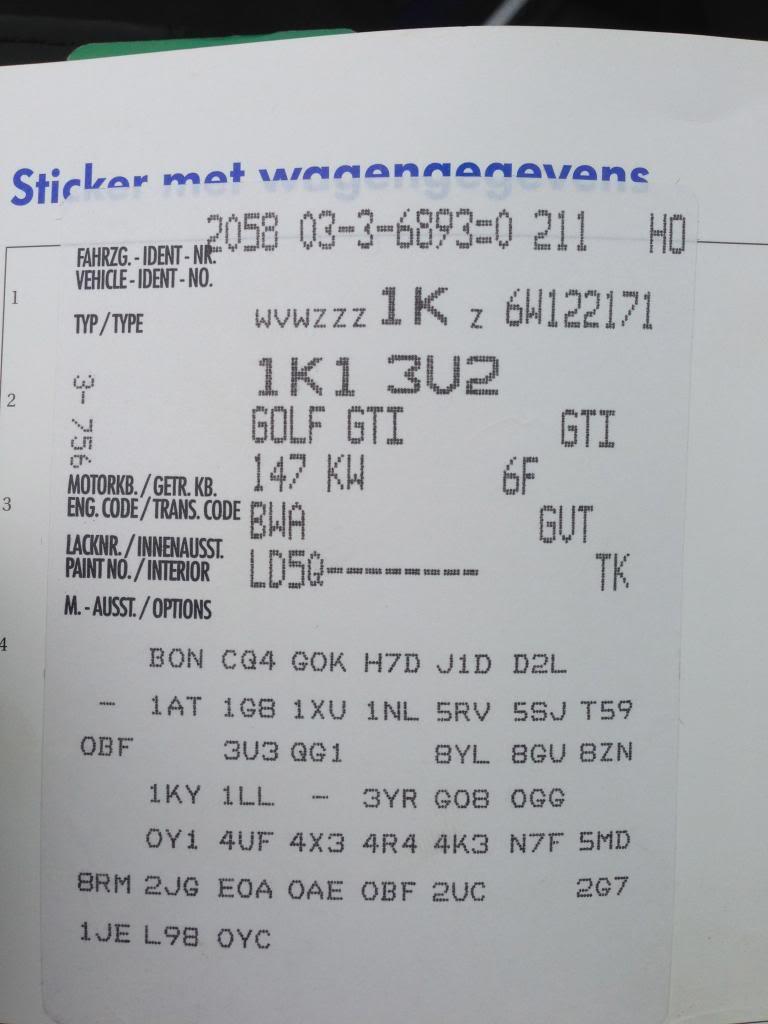 Sticker met wagengegevens
2058 03-3-6893=0 211 HO
FAHRZG.-IDENT-NR.
VEHICLE-IDENT-NO.
1
TYP/TYPE WVWZZZ 1K Z 6W122171
1K1 3U2
2
3- 756
GOLF GTI GTI
147 KW 6F
MOTORKB./GETR. KB.
ENG. CODE/TRANS. CODE BWA GVT
3
LACKNR./INNENAUSST.
PAINT NO./INTERIOR LD5Q-------- TK
M.-AUSST./OPTIONS
4
BON CQ4 GOK H7D J1D D2L
- 1AT 1G8 1XU 1NL 5RV 5SJ T59
OBF 3U3 QG1 8YL 8GU 8ZN
1KY 1LL - 3YR GO8 OGG
OY1 4UF 4X3 4R4 4K3 N7F 5MD
8RM 2JG EOA OAE OBF 2UC 2G7
1JE L98 OYC